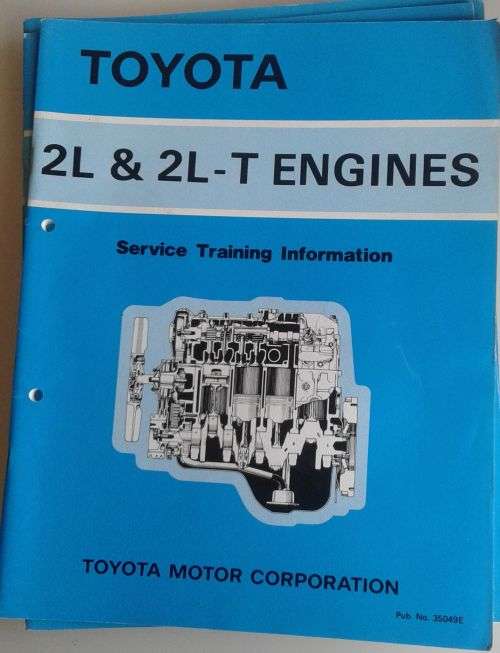 TOYOTA
2L & 2L-T ENGINES
Service Training Information
TOYOTA MOTOR CORPORATION
Pub. No. 35049E